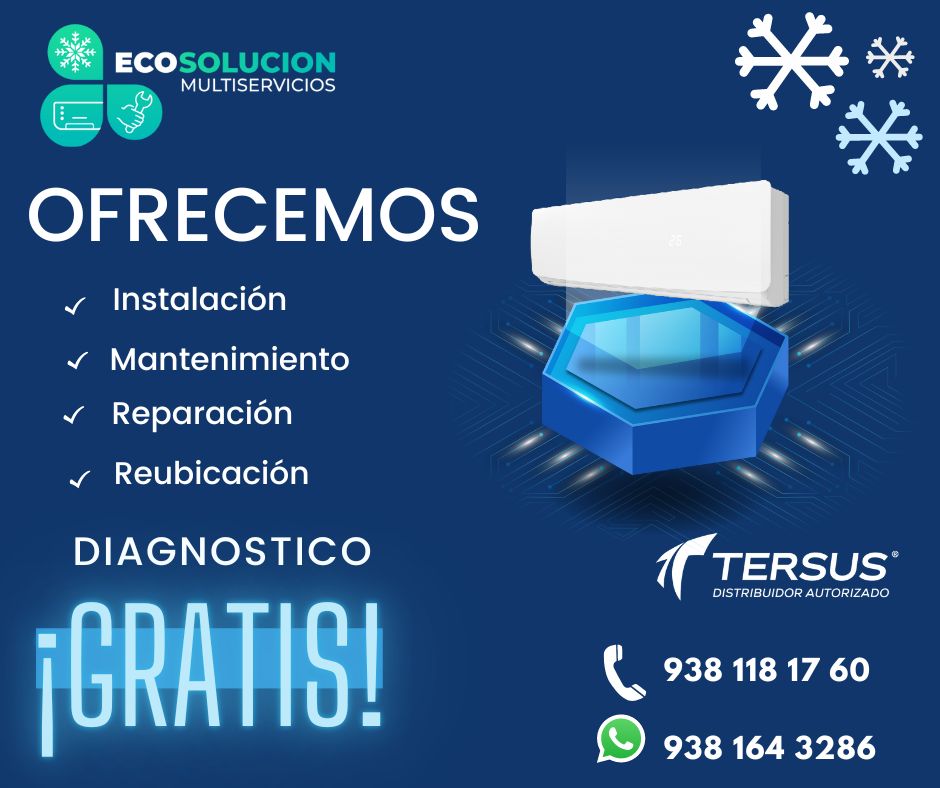 ECOSOLUCION
MULTISERVICIOS
OFRECEMOS
Instalación
Mantenimiento
Reparación
Reubicación
25
DIAGNOSTICO
¡GRATIS!
TERSUS®
DISTRIBUIDOR AUTORIZADO
938 118 17 60
938 164 3286